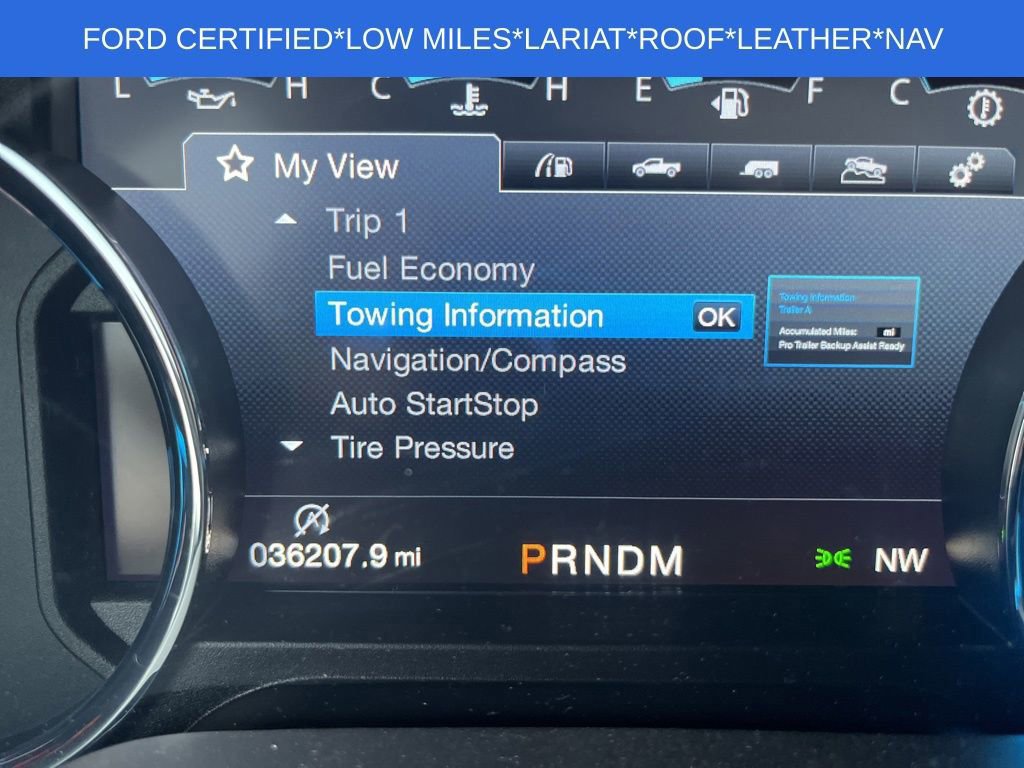 FORD CERTIFIED*LOW MILES*LARIAT*ROOF*LEATHER*NAV
L H C H E F C
My View
Trip 1
Fuel Economy
Towing Information OK
Towing Information
Trailer A
Accumulated Miles: mi
Pro Trailer Backup Assist Ready
Navigation/Compass
Auto StartStop
Tire Pressure
A
036207.9 mi PRNDM NW